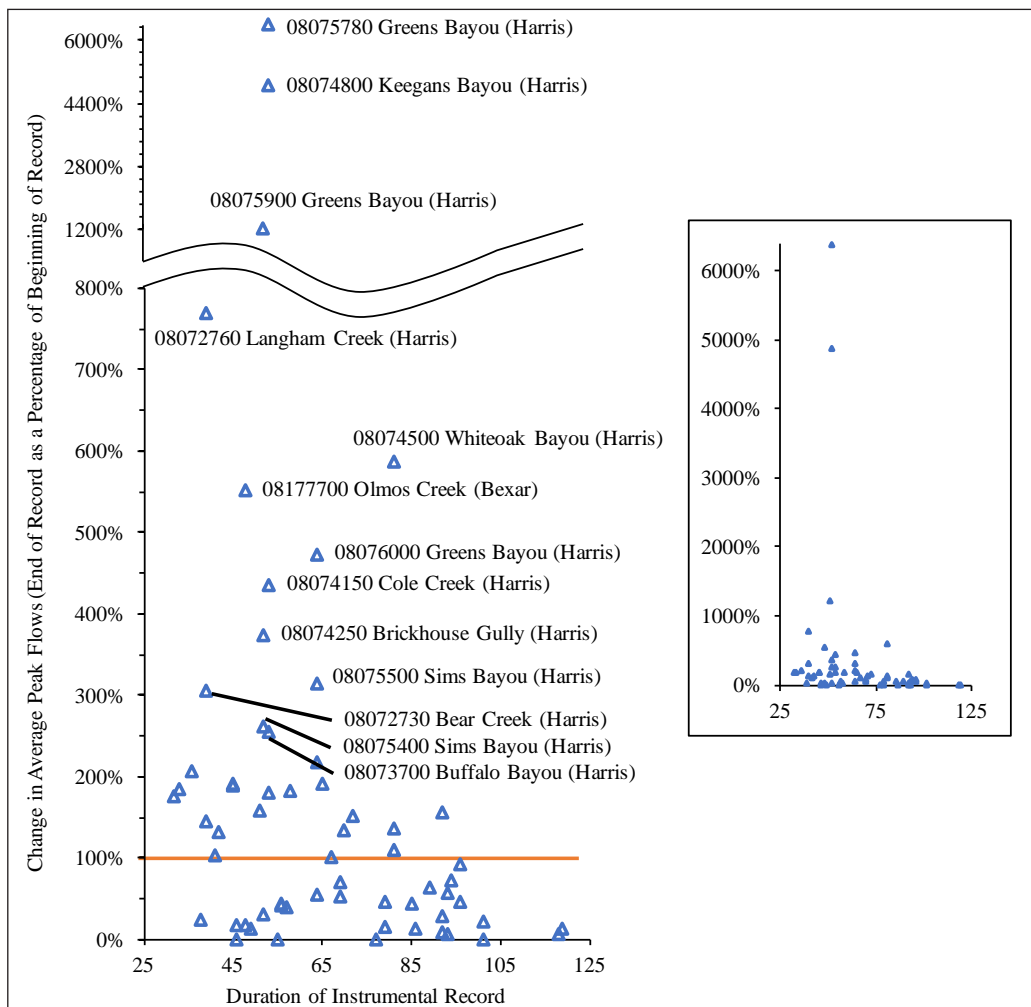 Change in Average Peak Flows (End of Record as a Percentage of Beginning of Record)
6000%
4400%
2800%
1200%
800%
700%
600%
500%
400%
300%
200%
100%
0%
08075780 Greens Bayou (Harris)
08074800 Keegans Bayou (Harris)
08075900 Greens Bayou (Harris)
08072760 Langham Creek (Harris)
08074500 Whiteoak Bayou (Harris)
08177700 Olmos Creek (Bexar)
08076000 Greens Bayou (Harris)
08074150 Cole Creek (Harris)
08074250 Brickhouse Gully (Harris)
08075500 Sims Bayou (Harris)
08072730 Bear Creek (Harris)
08075400 Sims Bayou (Harris)
08073700 Buffalo Bayou (Harris)
25 45 65 85 105 125
Duration of Instrumental Record
6000%
5000%
4000%
3000%
2000%
1000%
0%
25 75 125